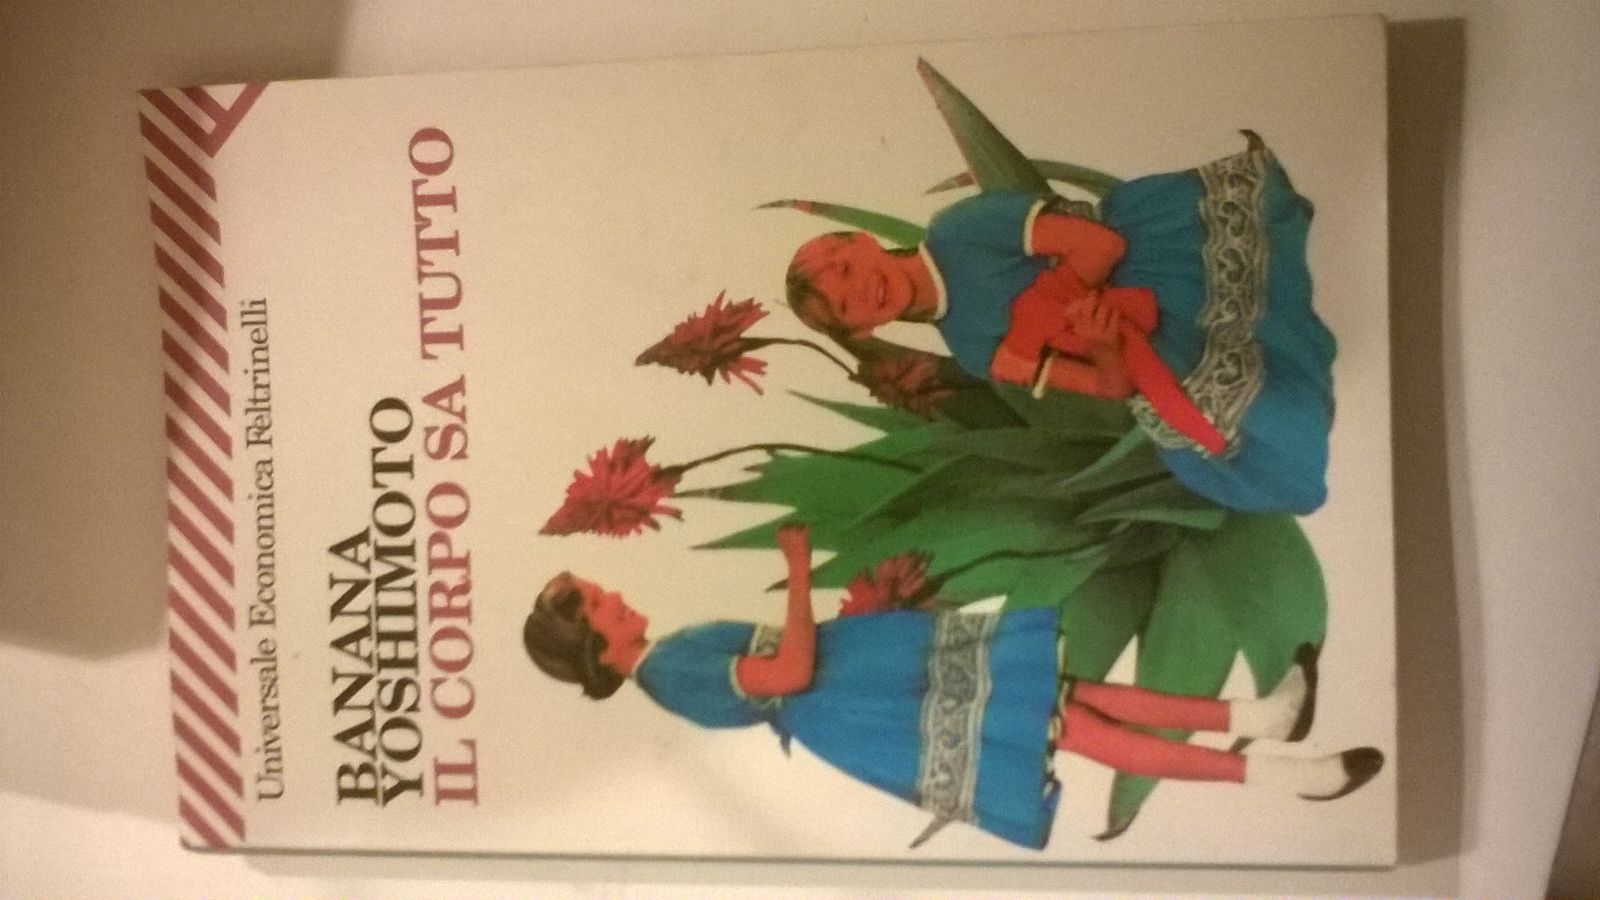 Universale Economica Feltrinelli
BANANA
YOSHIMOTO
IL CORPO SA TUTTO